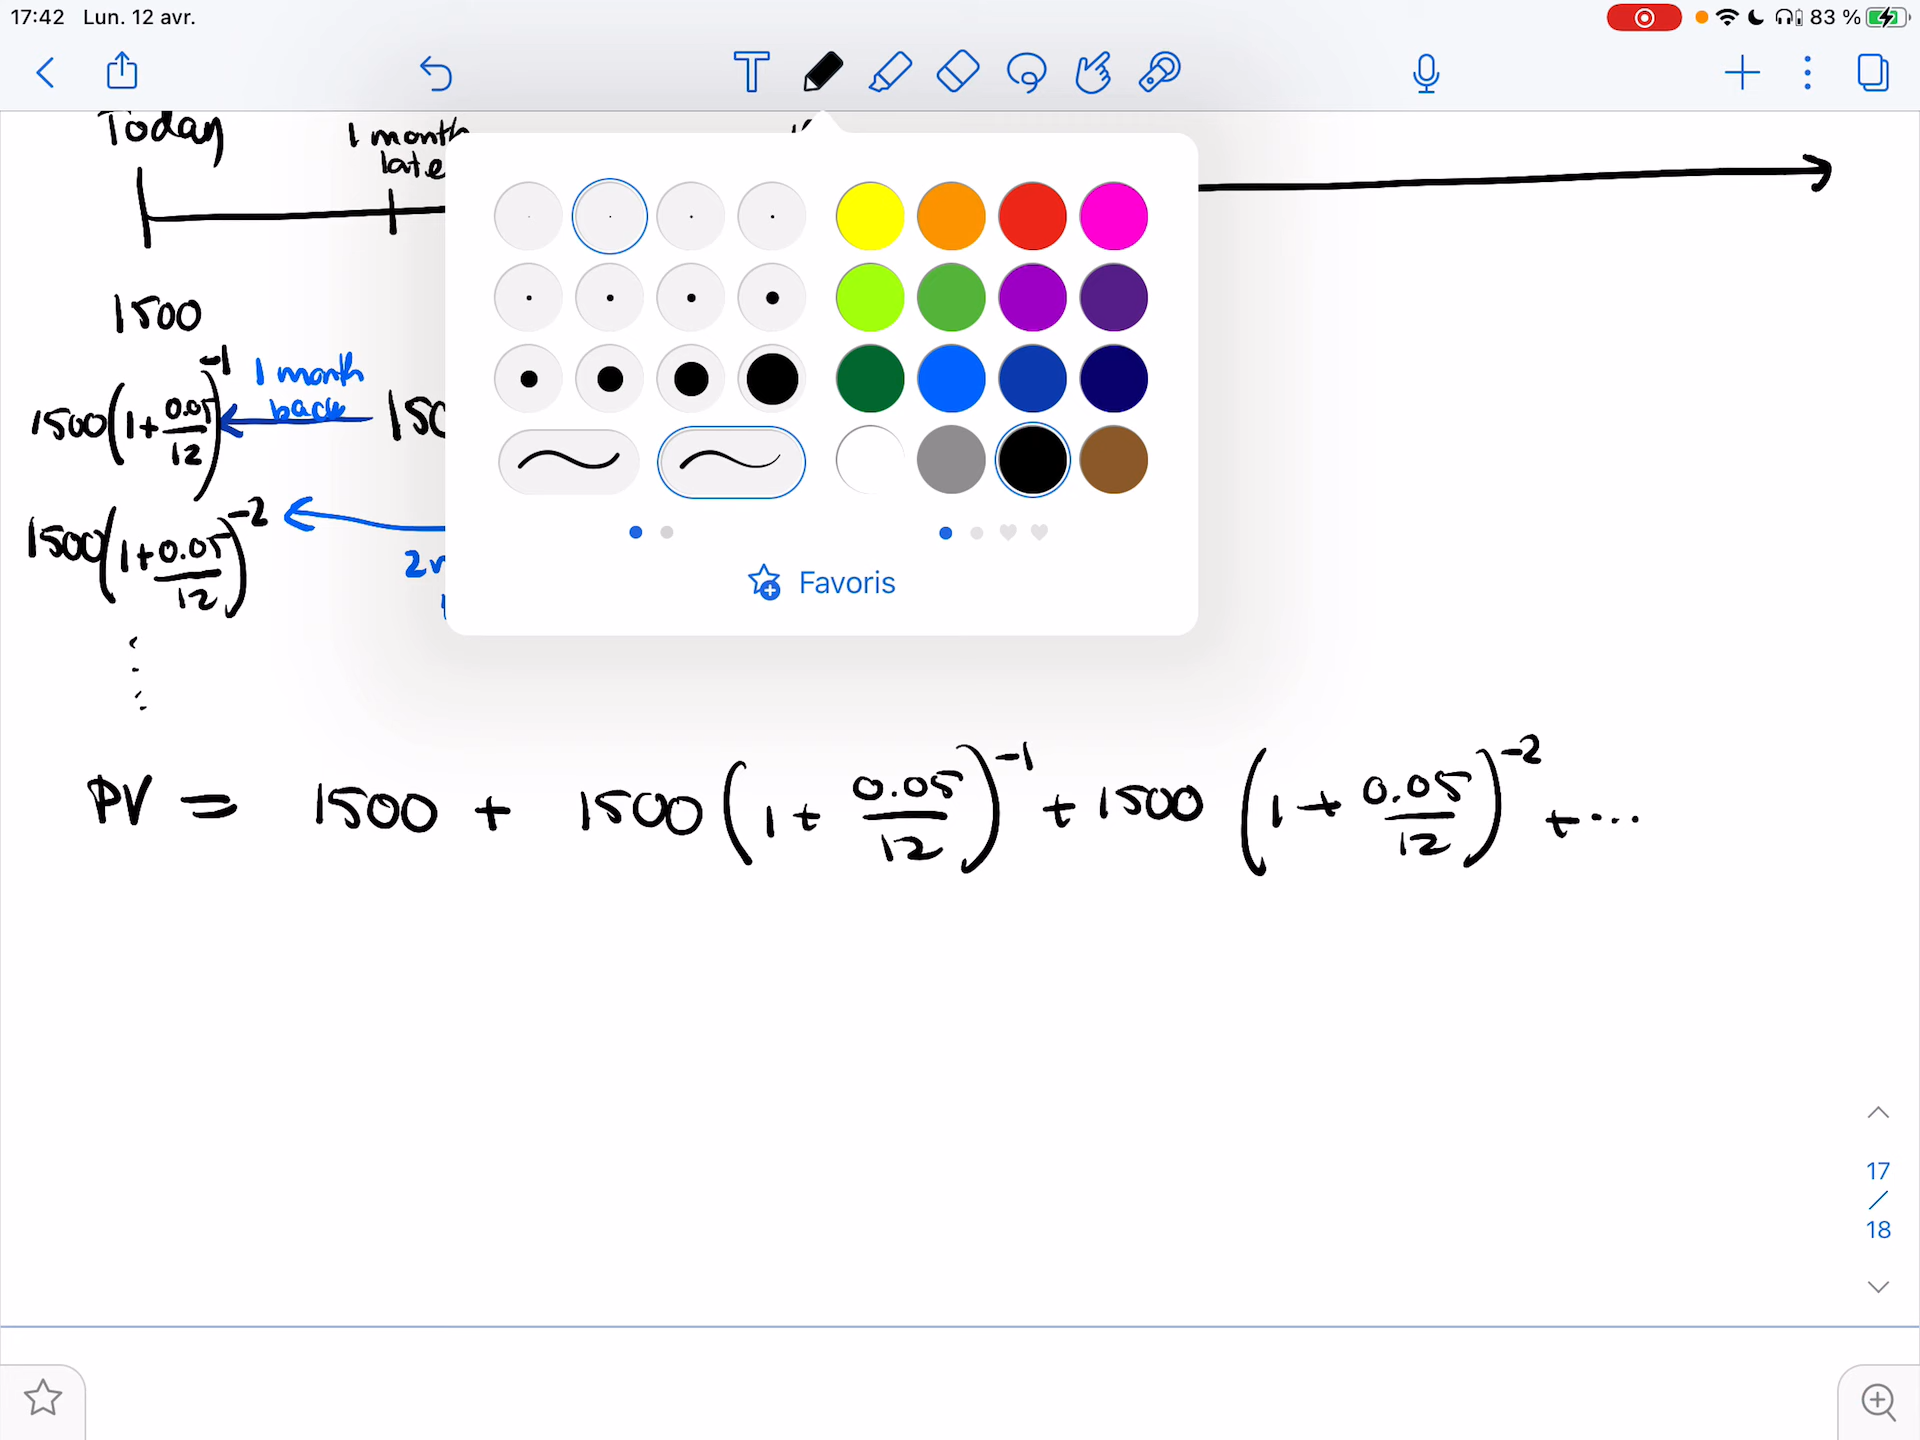 17:42 Lun. 12 avr. 83 %
Today
1 month
late
1500
1500(1+0.05/12)^-1 1 month back 150
1500(1+0.05/12)^-2
2
⋮
Favoris
PV = 1500 + 1500(1+0.05/12)^-1 + 1500(1+0.05/12)^-2 + ...
17
/
18